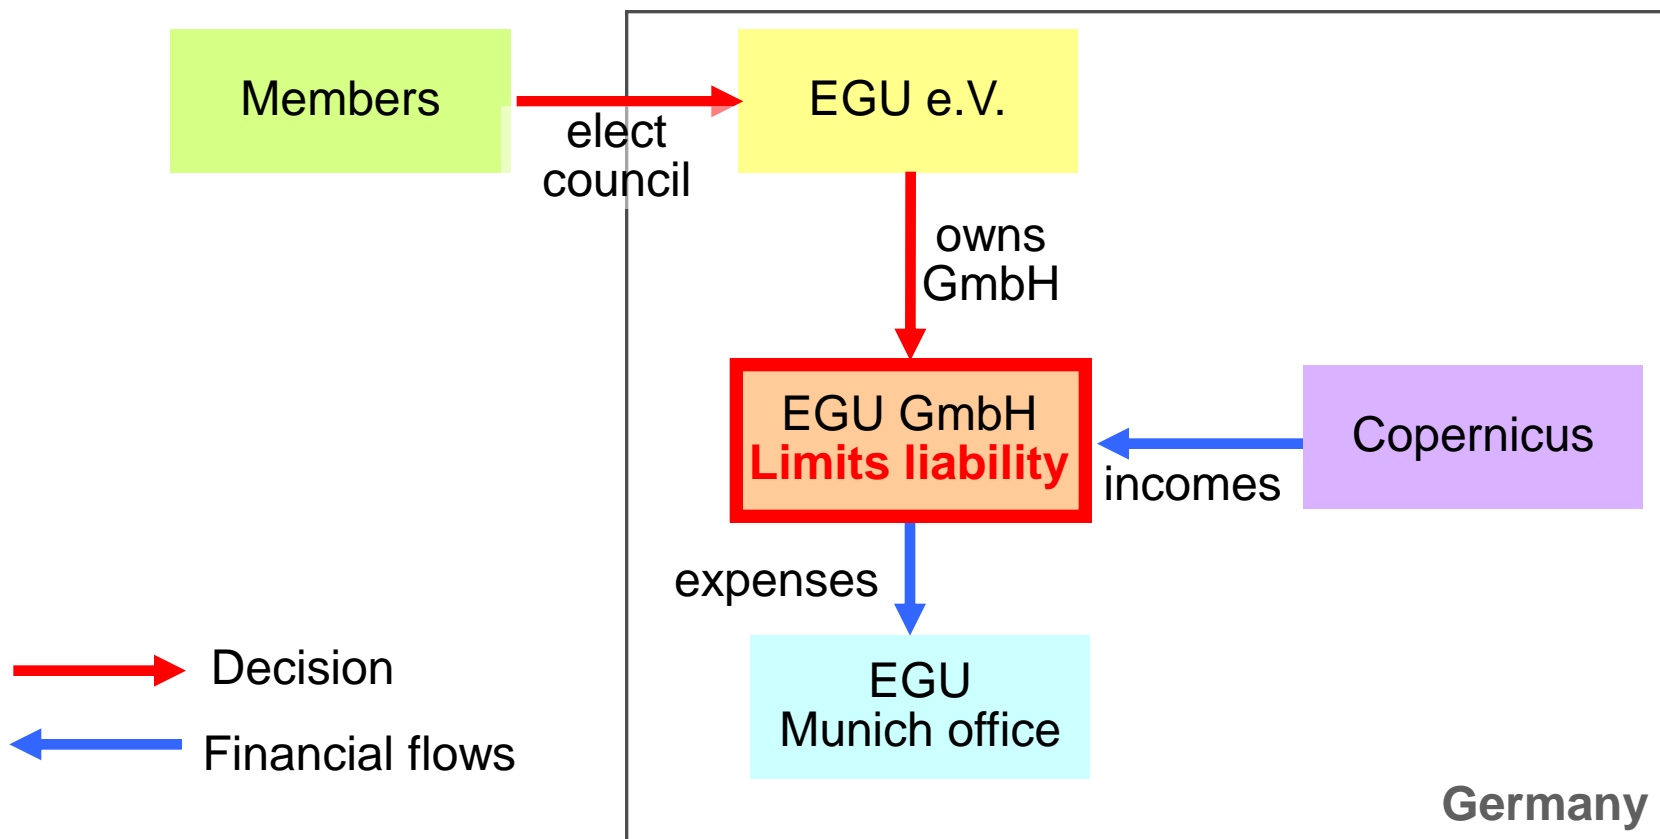 Members
elect
council
EGU e.V.
owns
GmbH
EGU GmbH
Limits liability
incomes
Copernicus
expenses
EGU
Munich office
Decision
Financial flows
Germany